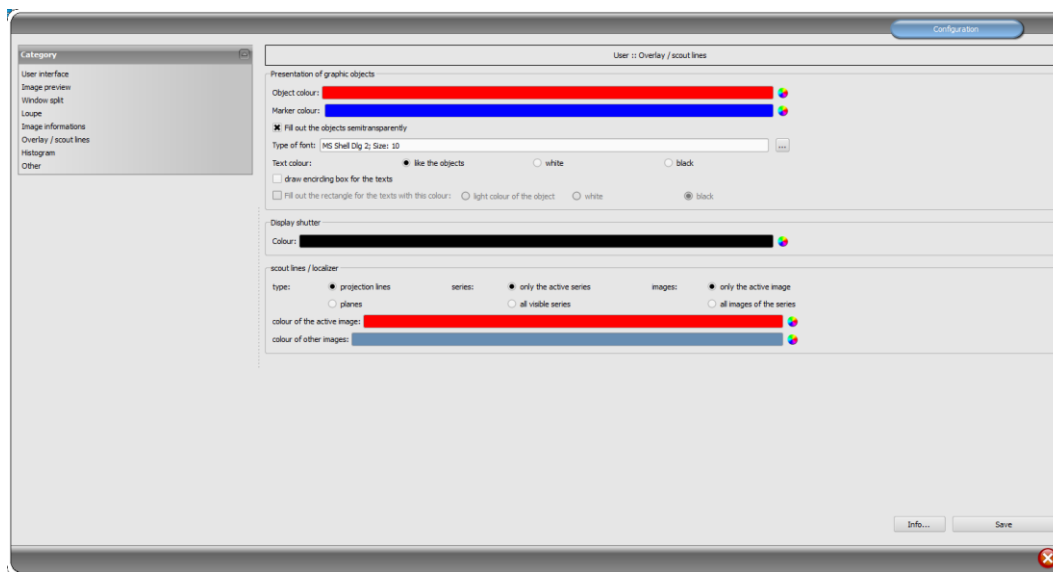 Configuration
Category
User interface
Image preview
Window split
Loupe
Image informations
Overlay / scout lines
Histogram
Other
User :: Overlay / scout lines
Presentation of graphic objects
Object colour:
Marker colour:
Fill out the objects semitransparently
Type of font: MS Shell Dlg 2; Size: 10 ...
Text colour: like the objects white black
draw encirding box for the texts
Fill out the rectangle for the texts with this colour: light colour of the object white black
Display shutter
Colour:
scout lines / localizer
type: projection lines series: only the active series images: only the active image
planes all visible series all images of the series
colour of the active image:
colour of other images:
Info... Save